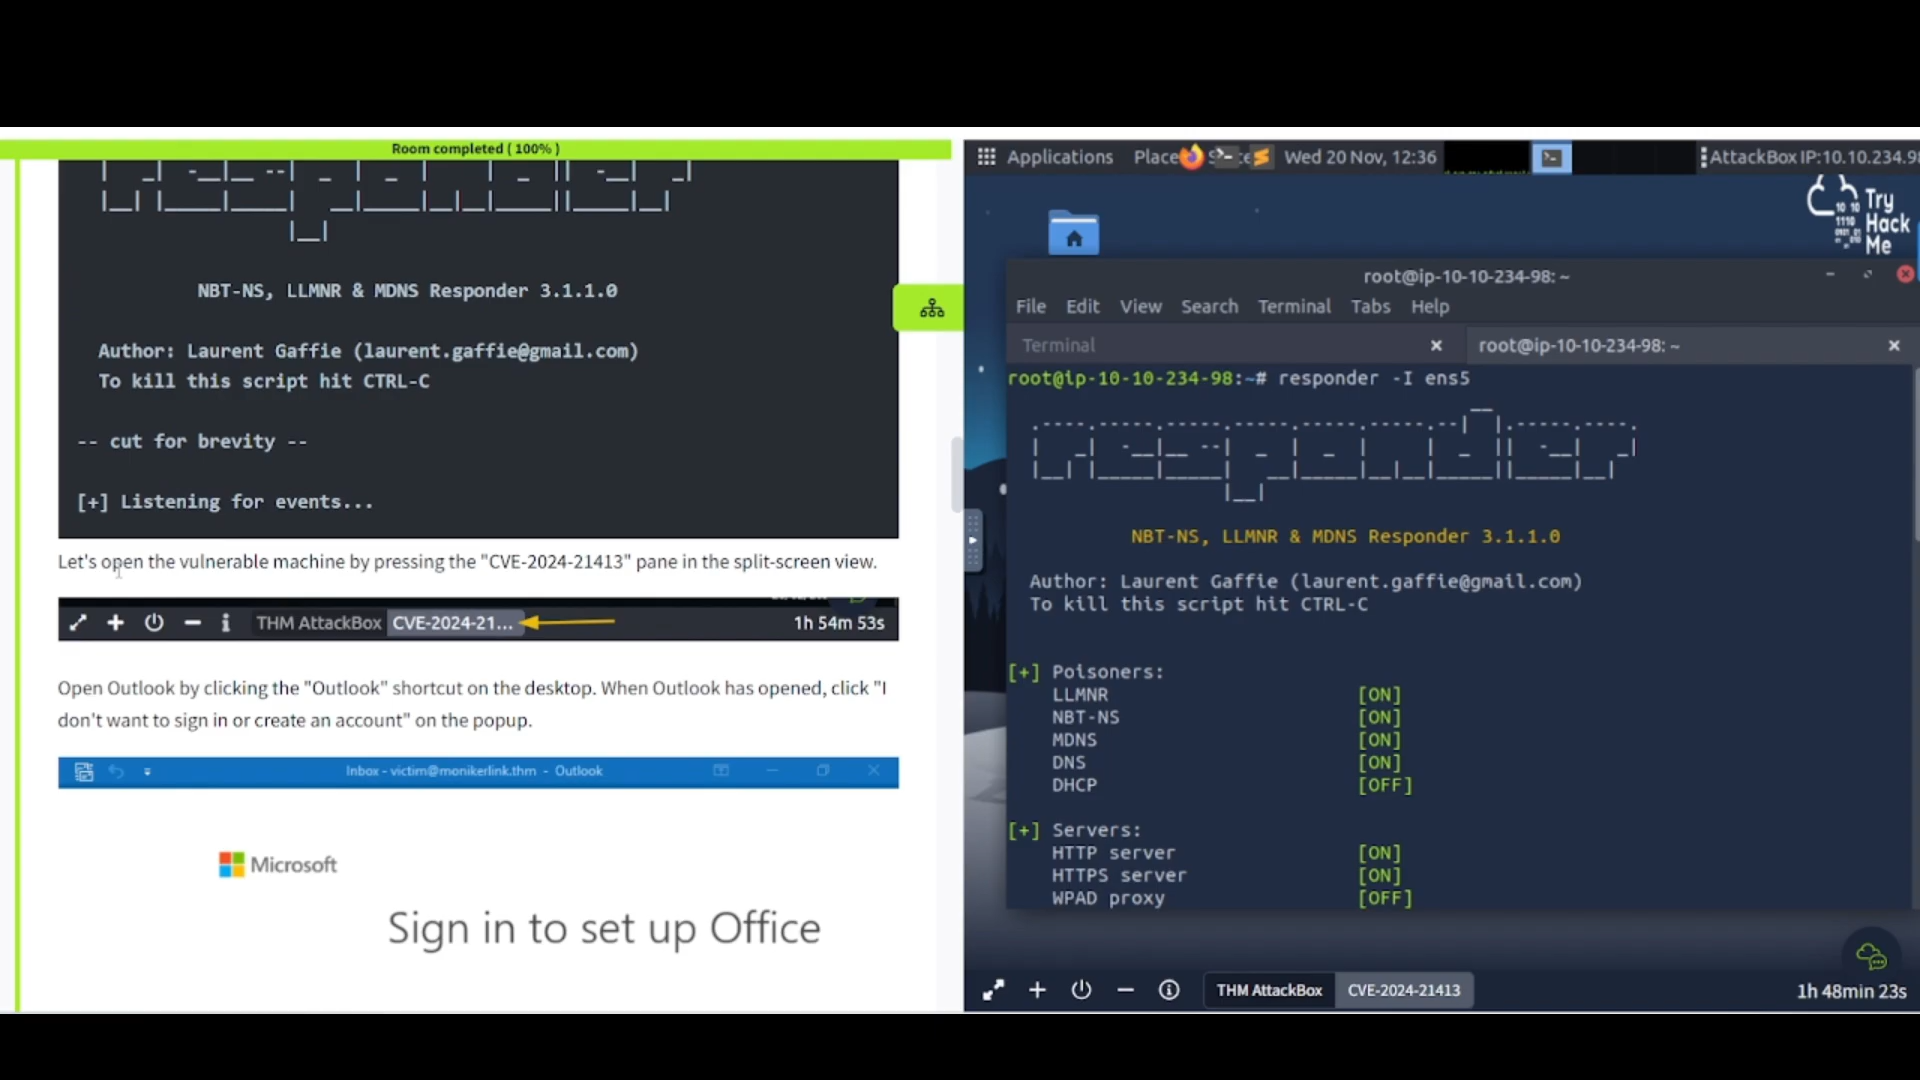 Room completed ( 100% )
NBT-NS, LLMNR & MDNS Responder 3.1.1.0
Author: Laurent Gaffie (laurent.gaffie@gmail.com)
To kill this script hit CTRL-C
-- cut for brevity --
[+] Listening for events...
Let's open the vulnerable machine by pressing the "CVE-2024-21413" pane in the split-screen view.
THM AttackBox CVE-2024-21... 1h 54m 53s
Open Outlook by clicking the "Outlook" shortcut on the desktop. When Outlook has opened, click "I
don't want to sign in or create an account" on the popup.
Inbox - victim@monikerlink.thm - Outlook
Microsoft
Sign in to set up Office
Applications Place Wed 20 Nov, 12:36 AttackBox IP:10.10.234.98
Try
Hack
Me
root@ip-10-10-234-98: ~
File Edit View Search Terminal Tabs Help
Terminal root@ip-10-10-234-98: ~
root@ip-10-10-234-98:~# responder -I ens5
NBT-NS, LLMNR & MDNS Responder 3.1.1.0
Author: Laurent Gaffie (laurent.gaffie@gmail.com)
To kill this script hit CTRL-C
[+] Poisoners:
LLMNR [ON]
NBT-NS [ON]
MDNS [ON]
DNS [ON]
DHCP [OFF]
[+] Servers:
HTTP server [ON]
HTTPS server [ON]
WPAD proxy [OFF]
THM AttackBox CVE-2024-21413 1h 48min 23s